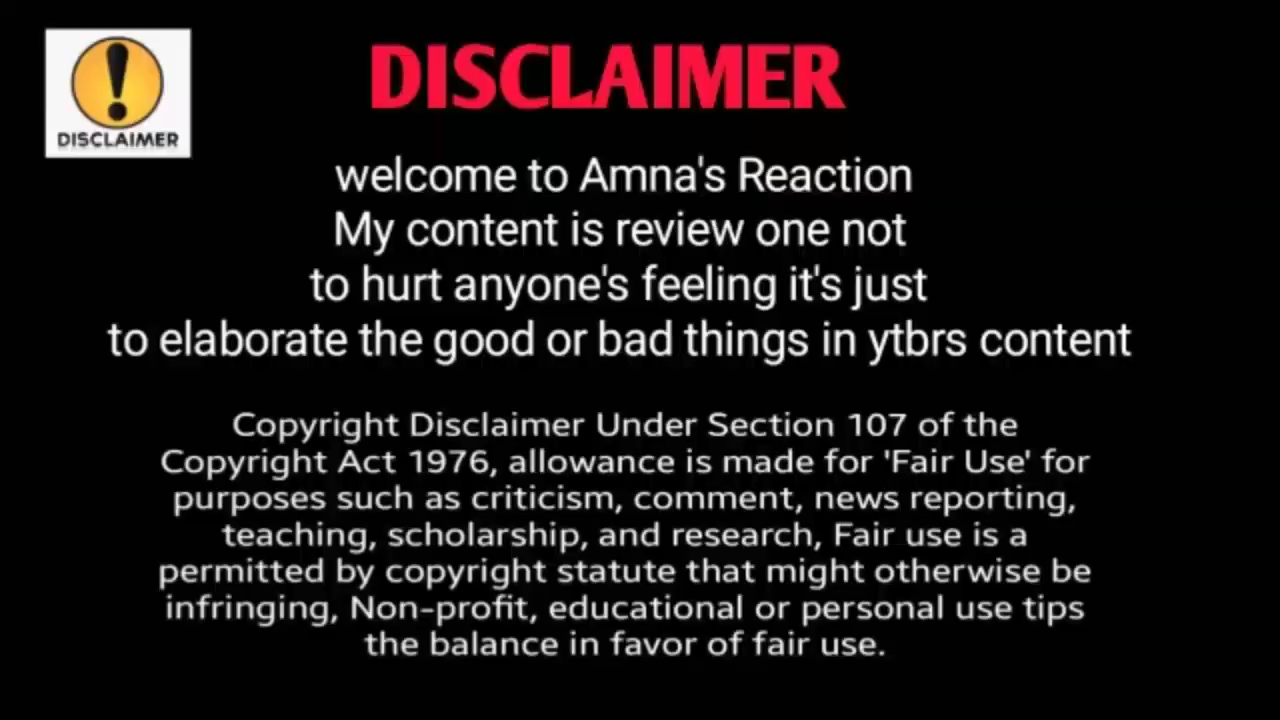 DISCLAIMER
DISCLAIMER
welcome to Amna's Reaction
My content is review one not
to hurt anyone's feeling it's just
to elaborate the good or bad things in ytbrs content
Copyright Disclaimer Under Section 107 of the
Copyright Act 1976, allowance is made for 'Fair Use' for
purposes such as criticism, comment, news reporting,
teaching, scholarship, and research, Fair use is a
permitted by copyright statute that might otherwise be
infringing, Non-profit, educational or personal use tips
the balance in favor of fair use.